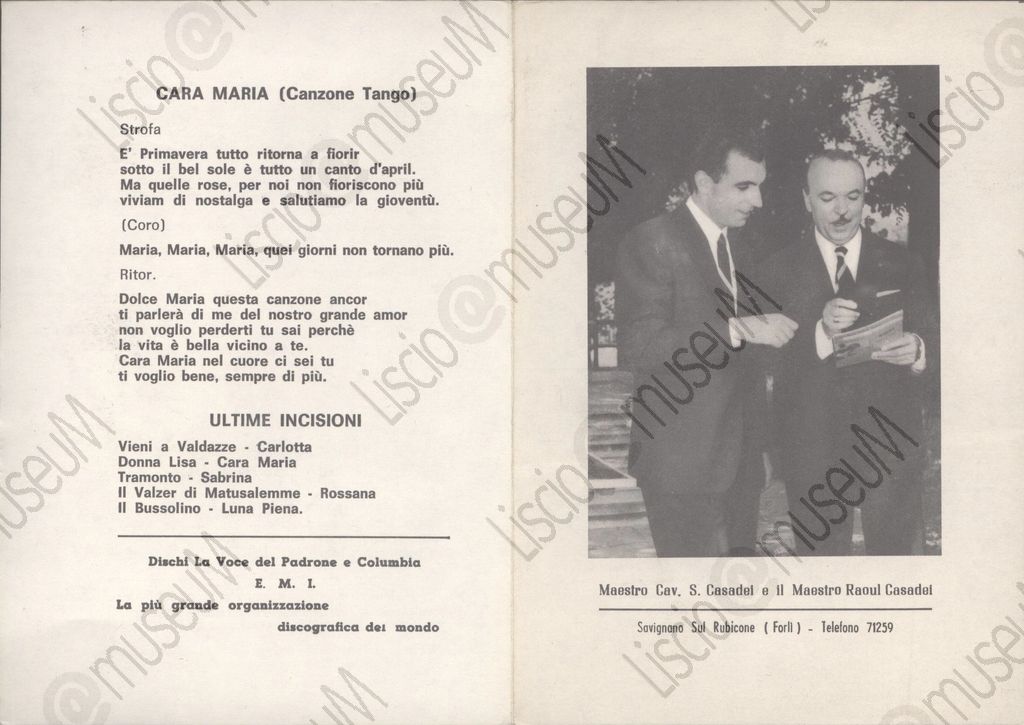 CARA MARIA (Canzone Tango)
Strofa
E' Primavera tutto ritorna a fiorir
sotto il bel sole è tutto un canto d'april.
Ma quelle rose, per noi non fioriscono più
viviam di nostalga e salutiamo la gioventù.
(Coro)
Maria, Maria, Maria, quei giorni non tornano più.
Ritor.
Dolce Maria questa canzone ancor
ti parlerà di me del nostro grande amor
non voglio perderti tu sai perchè
la vita è bella vicino a te.
Cara Maria nel cuore ci sei tu
ti voglio bene, sempre di più.
ULTIME INCISIONI
Vieni a Valdazze - Carlotta
Donna Lisa - Cara Maria
Tramonto - Sabrina
Il Valzer di Matusalemme - Rossana
Il Bussolino - Luna Piena.
Dischi La Voce del Padrone e Columbia
E. M. I.
La più grande organizzazione
discografica del mondo
Maestro Cav. S. Casadei e il Maestro Raoul Casadei
Savignano Sul Rubicone ( Forlì ) - Telefono 71259
Liscio@museuM
Liscio@museuM
Liscio@museuM
Liscio@museuM